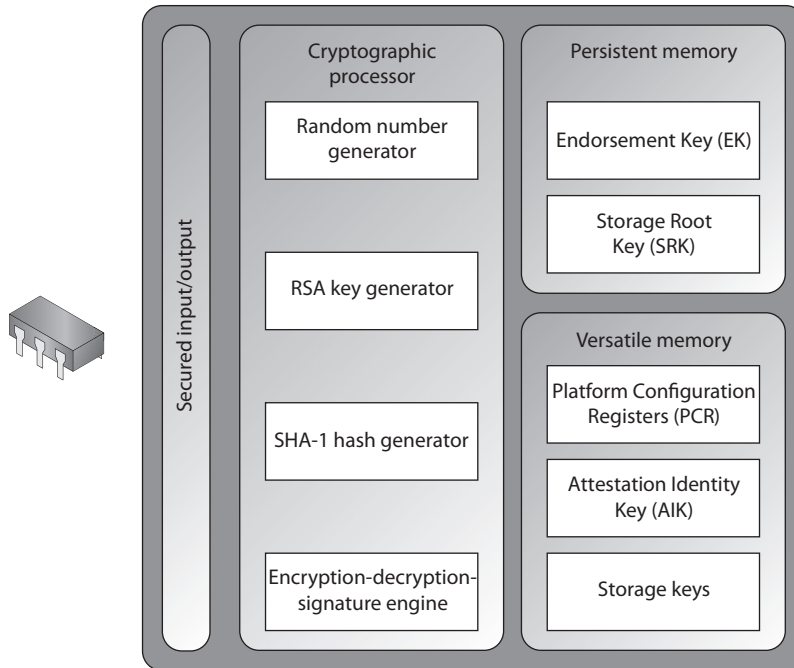 Secured input/output
Cryptographic
processor
Random number
generator
RSA key generator
SHA-1 hash generator
Encryption-decryption-
signature engine
Persistent memory
Endorsement Key (EK)
Storage Root
Key (SRK)
Versatile memory
Platform Configuration
Registers (PCR)
Attestation Identity
Key (AIK)
Storage keys